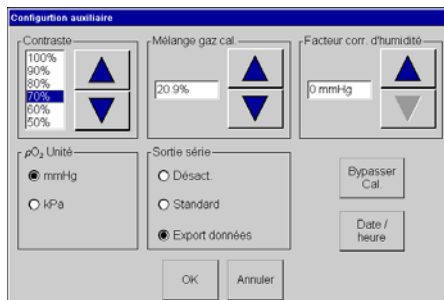 Configurtion auxiliaire
Contraste
100%
90%
80%
70%
60%
50%
Mélange gaz cal.
20.9%
Facteur corr. d'humidité
0 mmHg
pO₂ Unité
mmHg
kPa
Sortie série
Désact.
Standard
Export données
Bypasser
Cal.
Date /
heure
OK
Annuler